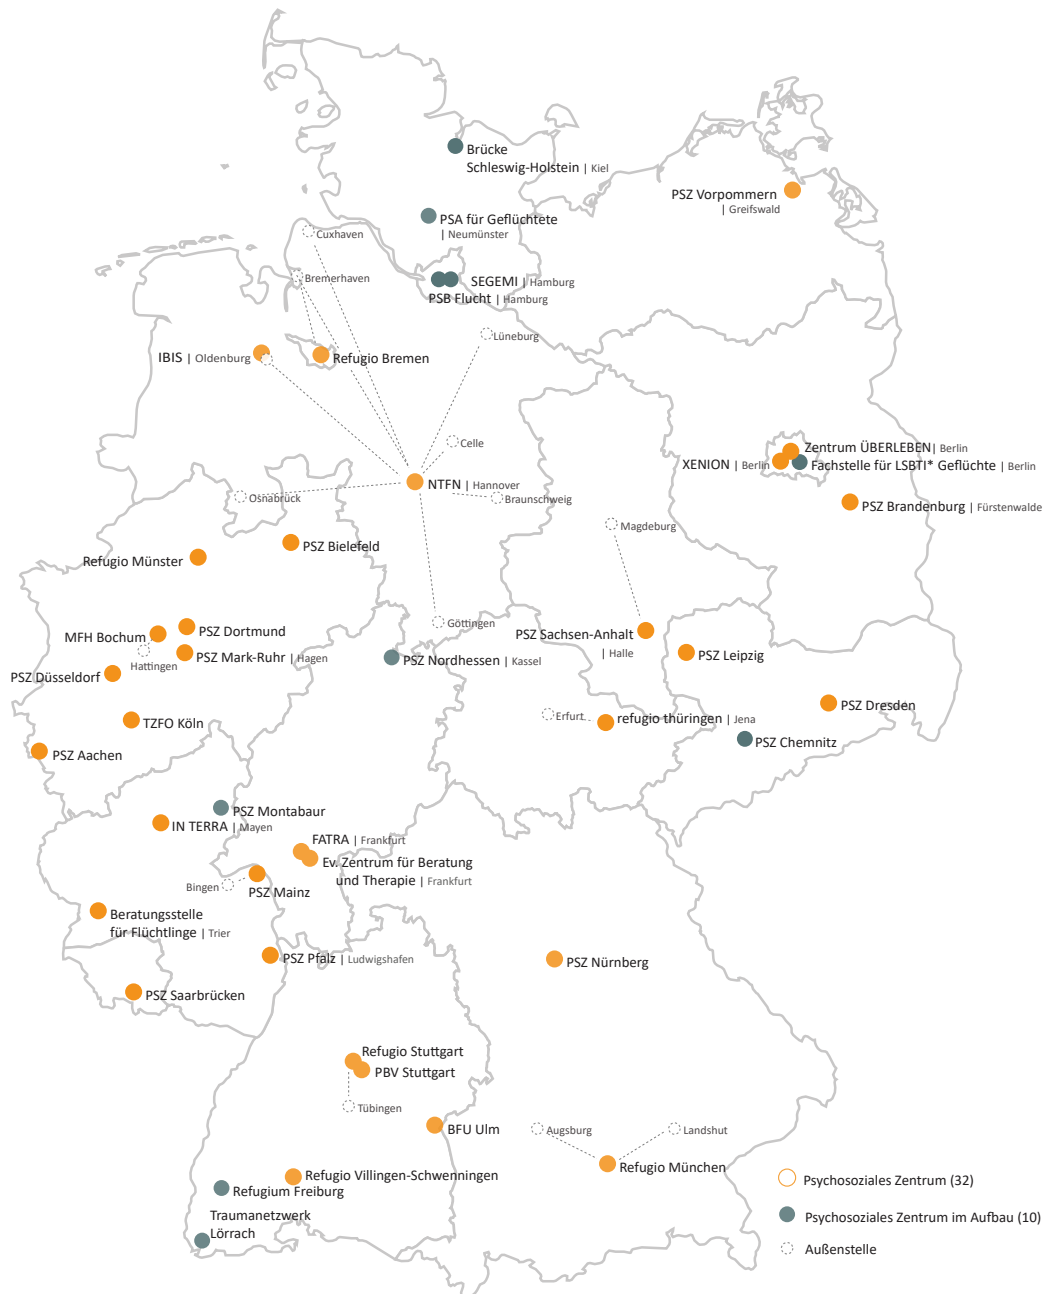 Brücke
Schleswig-Holstein | Kiel
PSZ Vorpommern
| Greifswald
PSA für Geflüchtete
| Neumünster
Cuxhaven
Bremerhaven
SEGEMI | Hamburg
PSB Flucht | Hamburg
Lüneburg
IBIS | Oldenburg
Refugio Bremen
Celle
Zentrum ÜBERLEBEN| Berlin
XENION | Berlin
Fachstelle für LSBTI* Geflüchte | Berlin
NTFN | Hannover
Osnabrück
Braunschweig
PSZ Brandenburg | Fürstenwalde
Magdeburg
PSZ Bielefeld
Refugio Münster
Göttingen
PSZ Dortmund
MFH Bochum
PSZ Sachsen-Anhalt
| Halle
PSZ Leipzig
PSZ Mark-Ruhr | Hagen
Hattingen
PSZ Nordhessen | Kassel
PSZ Düsseldorf
PSZ Dresden
TZFO Köln
Erfurt
refugio thüringen | Jena
PSZ Chemnitz
PSZ Aachen
PSZ Montabaur
IN TERRA | Mayen
FATRA | Frankfurt
Ev. Zentrum für Beratung
und Therapie | Frankfurt
Bingen
PSZ Mainz
Beratungsstelle
für Flüchtlinge | Trier
PSZ Pfalz | Ludwigshafen
PSZ Nürnberg
PSZ Saarbrücken
Refugio Stuttgart
PBV Stuttgart
Tübingen
BFU Ulm
Augsburg
Landshut
Refugio München
Refugio Villingen-Schwenningen
Refugium Freiburg
Traumanetzwerk
Lörrach
Psychosoziales Zentrum (32)
Psychosoziales Zentrum im Aufbau (10)
Außenstelle